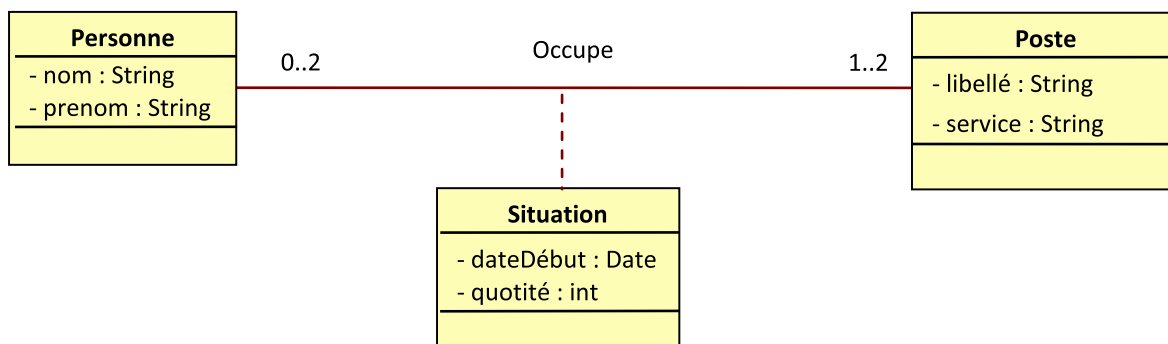 Personne
- nom : String
- prenom : String
0..2
Occupe
1..2
Poste
- libellé : String
- service : String
Situation
- dateDébut : Date
- quotité : int